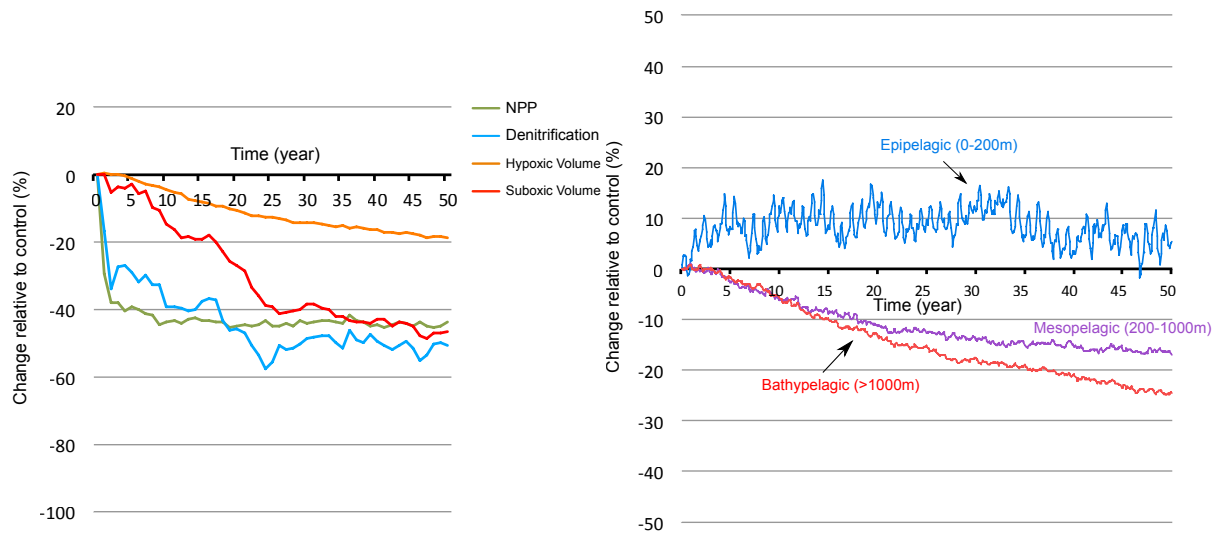 20
0
-20
-40
-60
-80
-100
Change relative to control (%)
Time (year)
0 5 10 15 20 25 30 35 40 45 50
NPP
Denitrification
Hypoxic Volume
Suboxic Volume
50
40
30
20
10
0
-10
-20
-30
-40
-50
Change relative to control (%)
Epipelagic (0-200m)
0 5 10 15 20 25 30 35 40 45 50
Time (year)
Mesopelagic (200-1000m)
Bathypelagic (>1000m)